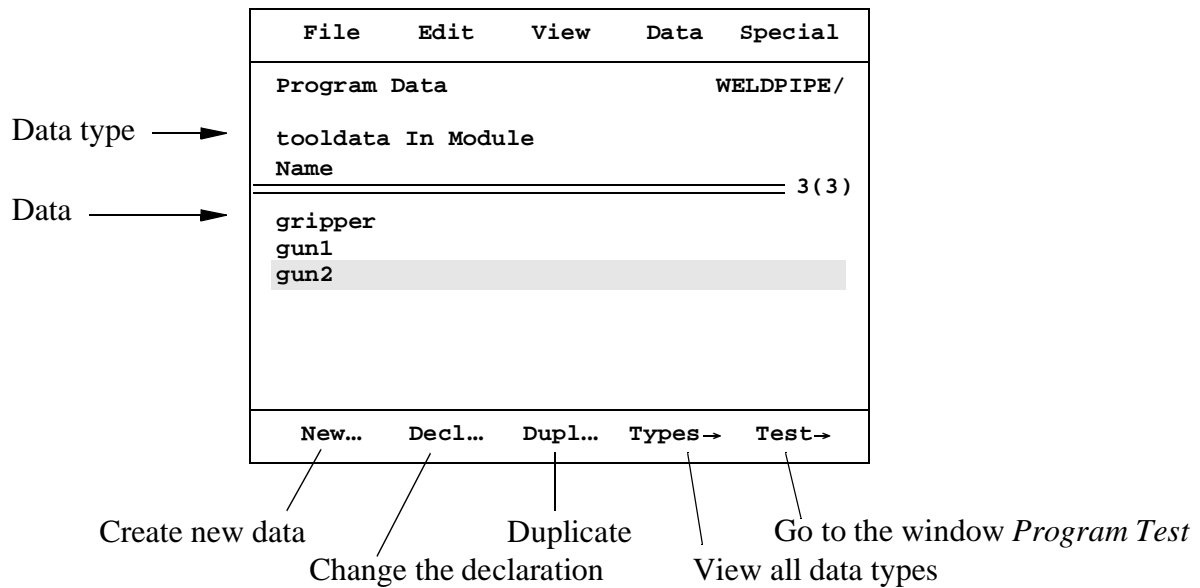 File Edit View Data Special
Program Data WELDPIPE/
Data type
tooldata In Module
Name
3(3)
Data
gripper
gun1
gun2
New… Decl… Dupl… Types→ Test→
Create new data Duplicate Go to the window Program Test
Change the declaration View all data types